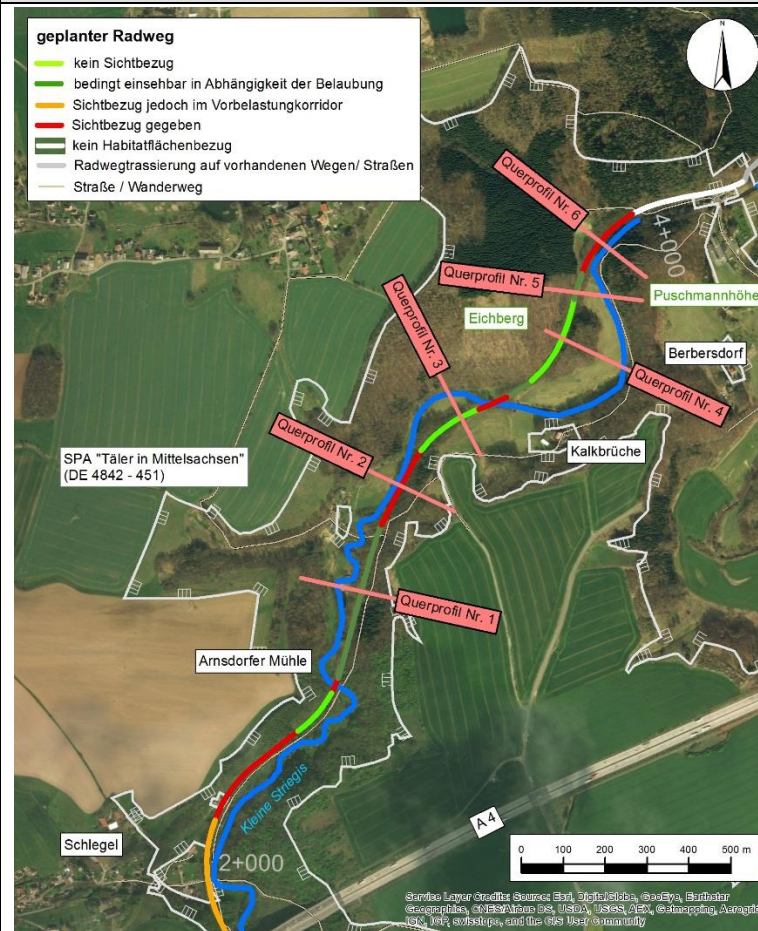 geplanter Radweg
kein Sichtbezug
bedingt einsehbar in Abhängigkeit der Belaubung
Sichtbezug jedoch im Vorbelastungkorridor
Sichtbezug gegeben
kein Habitatflächenbezug
Radwegtrassierung auf vorhandenen Wegen/ Straßen
Straße / Wanderweg
Querprofil Nr. 6
4+000
Querprofil Nr. 5
Puschmannhöhe
Querprofil Nr. 3
Eichberg
Berbersdorf
Querprofil Nr. 4
Querprofil Nr. 2
Kalkbrüche
SPA "Täler in Mittelsachsen"
(DE 4842 - 451)
Querprofil Nr. 1
Arnsdorfer Mühle
Kleine Striegis
A 4
Schlegel
2+000
0 100 200 300 400 500 m
Service Layer Credits: Source: Esri, DigitalGlobe, GeoEye, Earthstar
Geographics, CNES/Airbus DS, USDA, USGS, AEX, Getmapping, Aerogrid,
IGN, IGP, swisstopo, and the GIS User Community